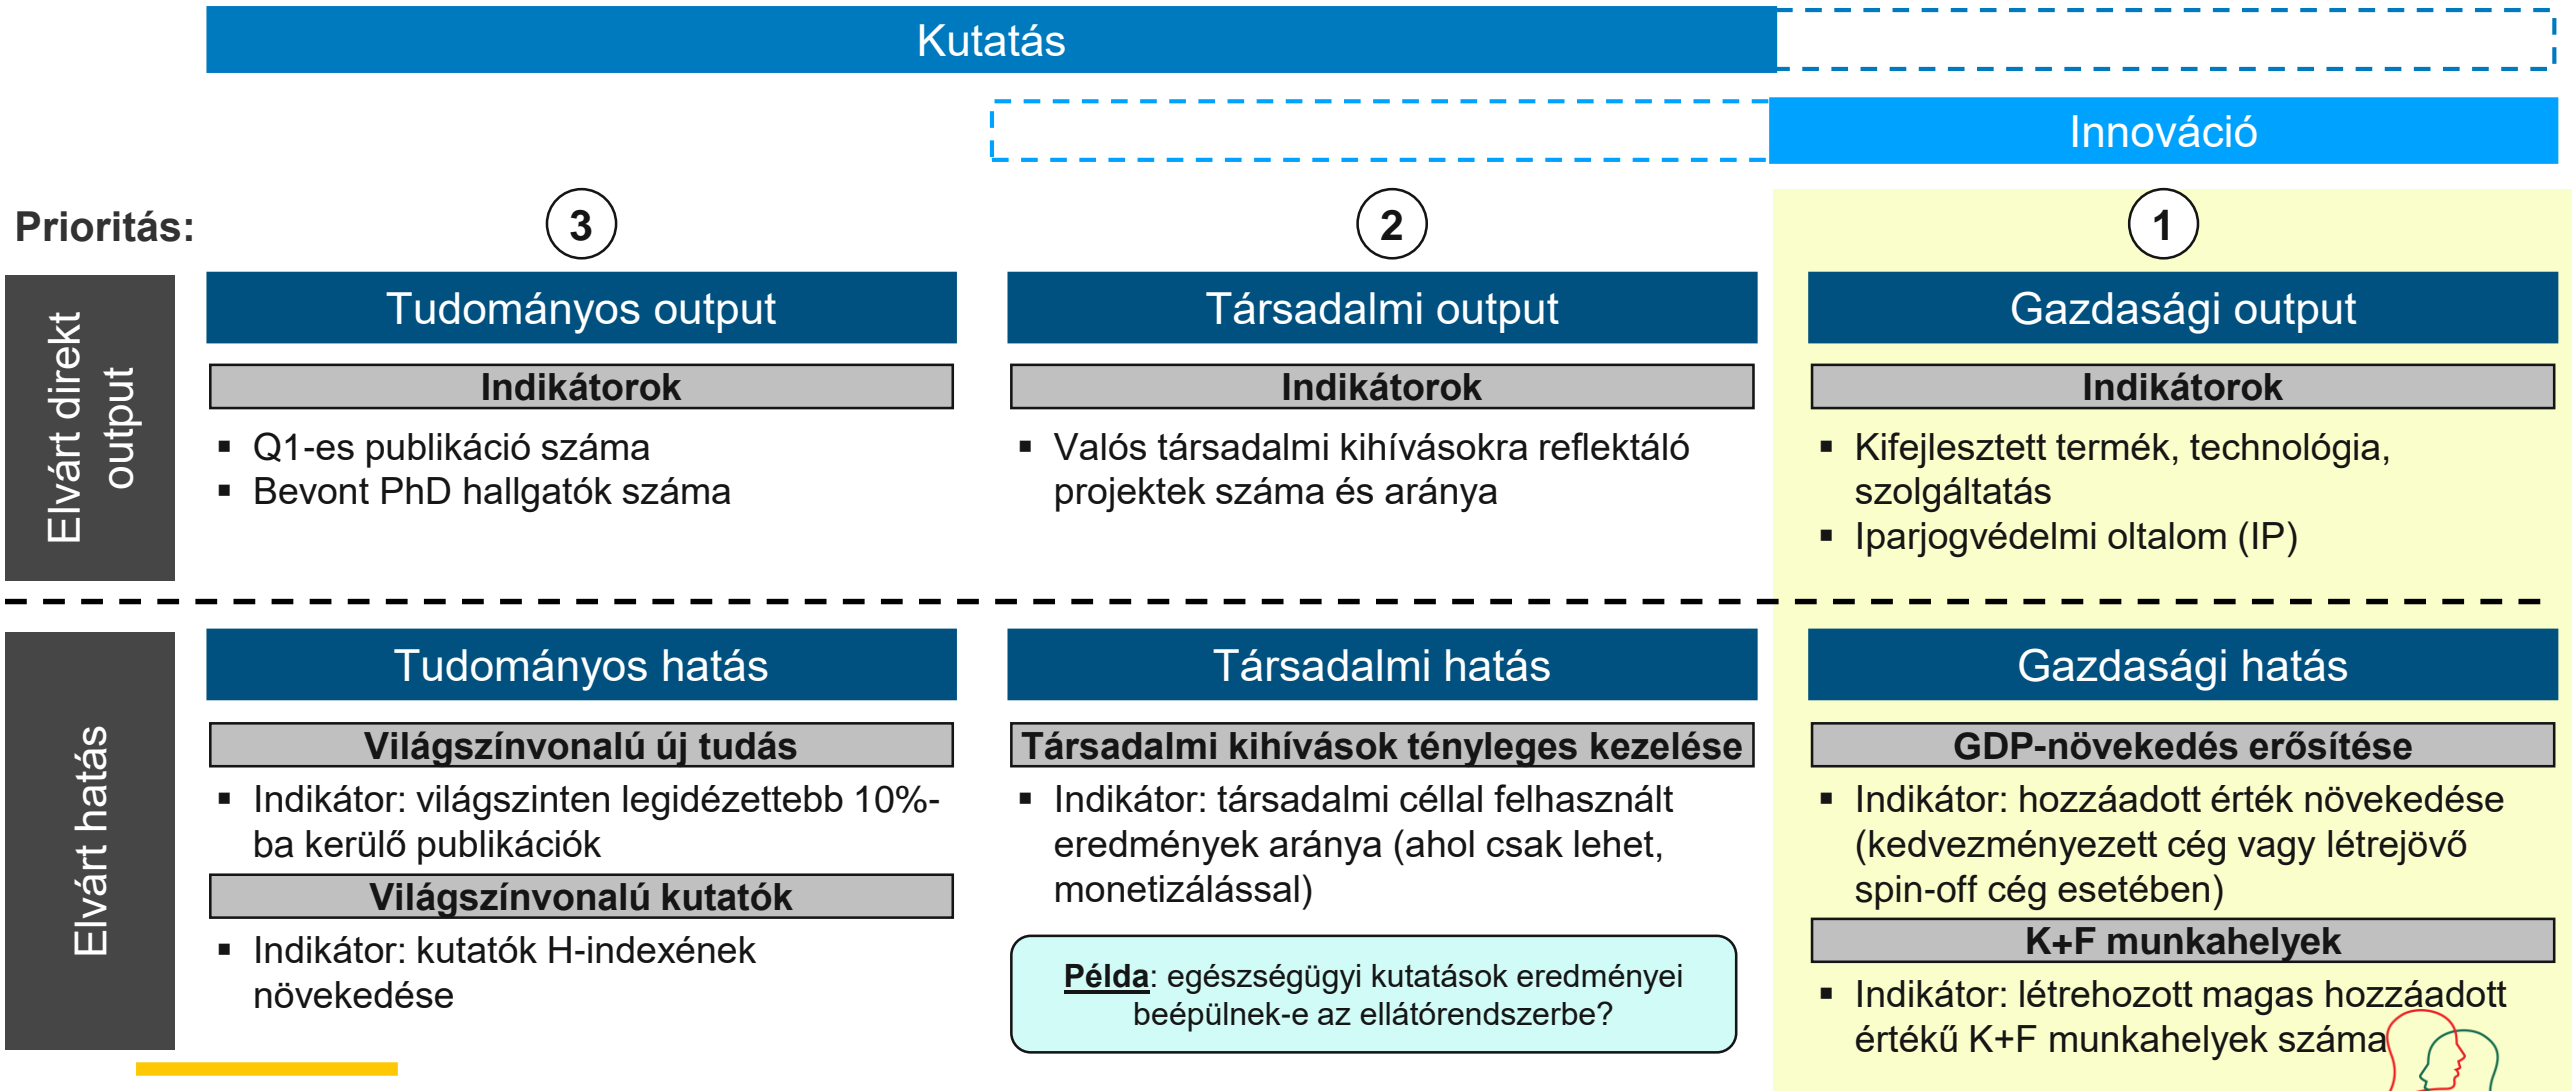 Kutatás
Innováció
Prioritás:
3
2
1
Elvárt direkt
output
Tudományos output
Indikátorok
▪ Q1-es publikáció száma
▪ Bevont PhD hallgatók száma
Társadalmi output
Indikátorok
▪ Valós társadalmi kihívásokra reflektáló
projektek száma és aránya
Gazdasági output
Indikátorok
▪ Kifejlesztett termék, technológia,
szolgáltatás
▪ Iparjogvédelmi oltalom (IP)
Elvárt hatás
Tudományos hatás
Világszínvonalú új tudás
▪ Indikátor: világszinten legidézettebb 10%-
ba kerülő publikációk
Világszínvonalú kutatók
▪ Indikátor: kutatók H-indexének
növekedése
Társadalmi hatás
Társadalmi kihívások tényleges kezelése
▪ Indikátor: társadalmi céllal felhasznált
eredmények aránya (ahol csak lehet,
monetizálással)
Példa: egészségügyi kutatások eredményei
beépülnek-e az ellátórendszerbe?
Gazdasági hatás
GDP-növekedés erősítése
▪ Indikátor: hozzáadott érték növekedése
(kedvezményezett cég vagy létrejövő
spin-off cég esetében)
K+F munkahelyek
▪ Indikátor: létrehozott magas hozzáadott
értékű K+F munkahelyek száma